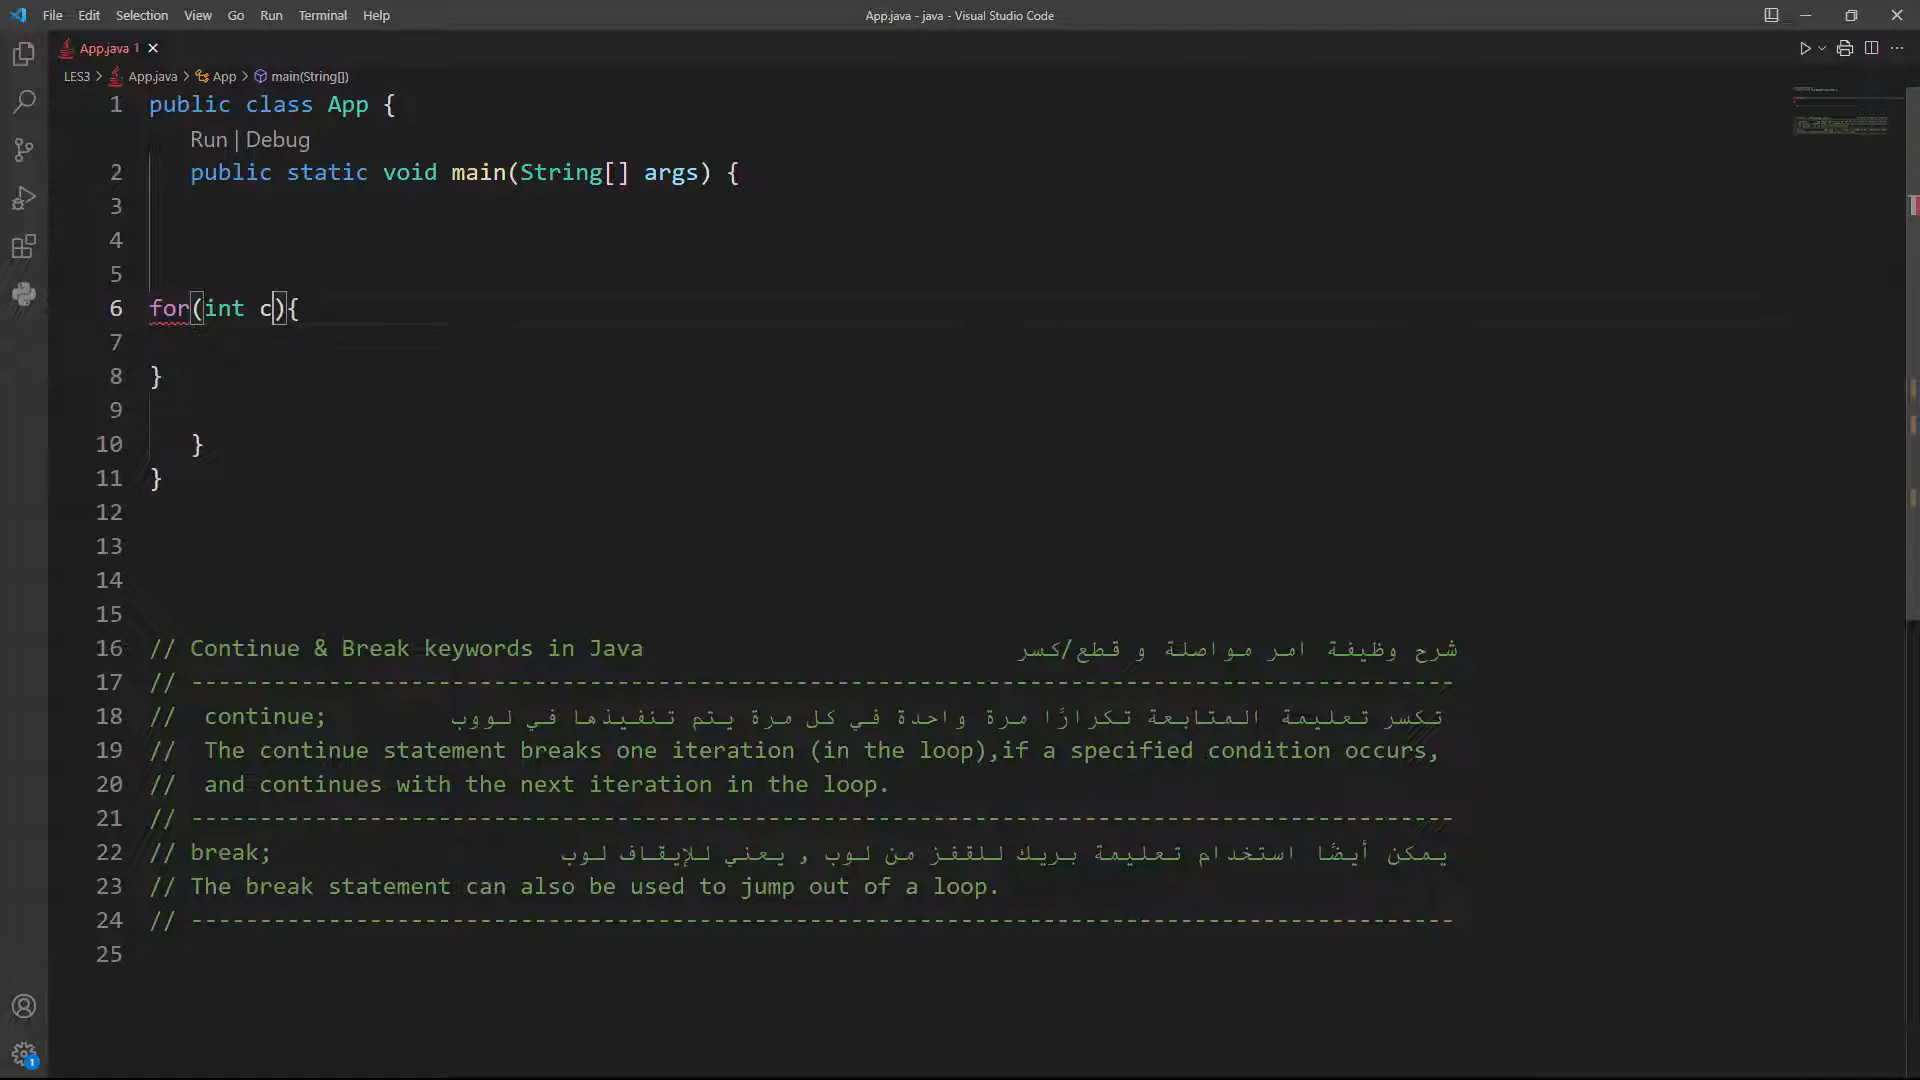 File Edit Selection View Go Run Terminal Help App.java - java - Visual Studio Code
App.java 1
LES3 > App.java > App > main(String[])
1 public class App {
Run | Debug
2 public static void main(String[] args) {
3
4
5
6 for(int c){
7
8 }
9
10 }
11 }
12
13
14
15
16 // Continue & Break keywords in Java شرح وظيفة امر مواصلة و قطع/كسر
17 // --------------------------------------------------------------------------------------------
18 // continue; تكسر تعليمة المتابعة تكرارًا مرة واحدة في كل مرة يتم تنفيذها في لووب
19 // The continue statement breaks one iteration (in the loop),if a specified condition occurs,
20 // and continues with the next iteration in the loop.
21 // --------------------------------------------------------------------------------------------
22 // break; يمكن أيضًا استخدام تعليمة بريك للقفز من لوب , يعني للإيقاف لوب
23 // The break statement can also be used to jump out of a loop.
24 // --------------------------------------------------------------------------------------------
25
1